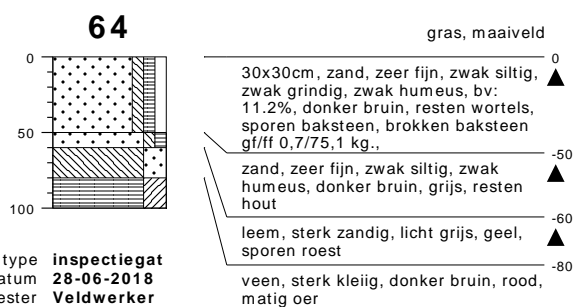 64
gras, maaiveld
0
0
30x30cm, zand, zeer fijn, zwak siltig,
zwak grindig, zwak humeus, bv:
11.2%, donker bruin, resten wortels,
sporen baksteen, brokken baksteen
gf/ff 0,7/75,1 kg.,
50
-50
zand, zeer fijn, zwak siltig, zwak
humeus, donker bruin, grijs, resten
hout
-60
leem, sterk zandig, licht grijs, geel,
sporen roest
100
-80
veen, sterk kleiig, donker bruin, rood,
matig oer
type inspectiegat
atum 28-06-2018
ester Veldwerker